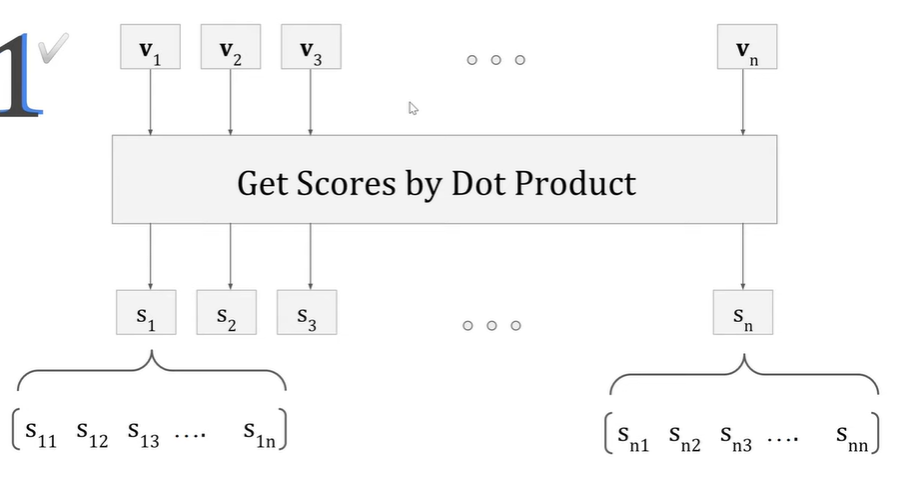 1
v1 v2 v3 vn
Get Scores by Dot Product
s1 s2 s3 sn
[s11 s12 s13 .... s1n] [sn1 sn2 sn3 .... snn]